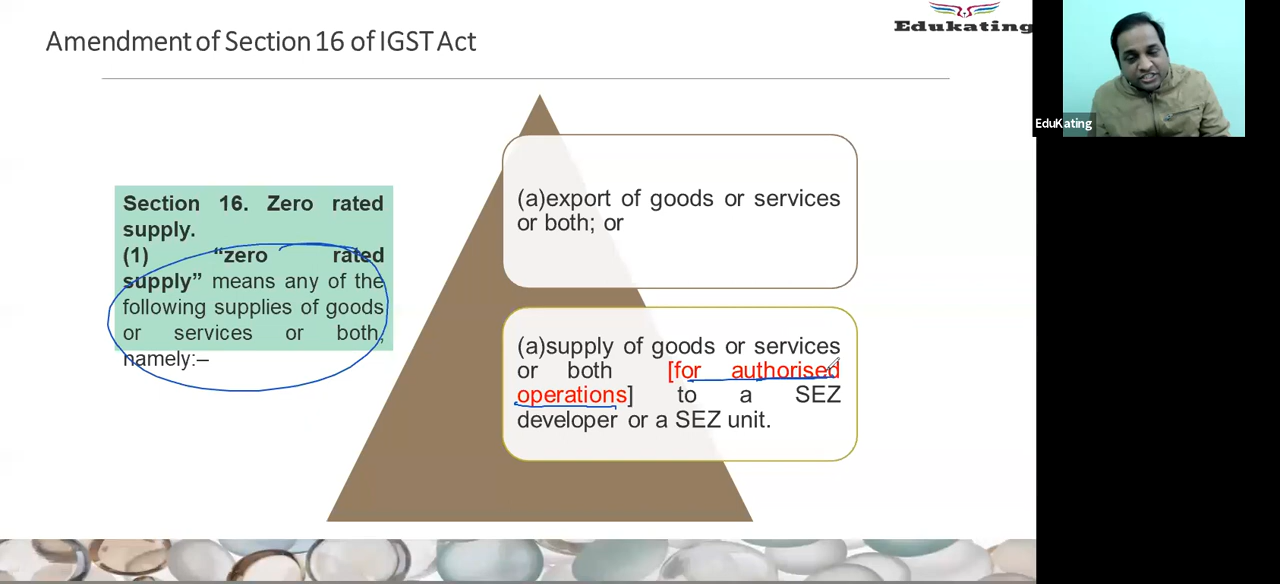 Amendment of Section 16 of IGST Act
Edukating
EduKating
Section 16. Zero rated
supply.
(1) “zero rated
supply” means any of the
following supplies of goods
or services or both,
namely:–
(a)export of goods or services
or both; or
(a)supply of goods or services
or both [for authorised
operations] to a SEZ
developer or a SEZ unit.